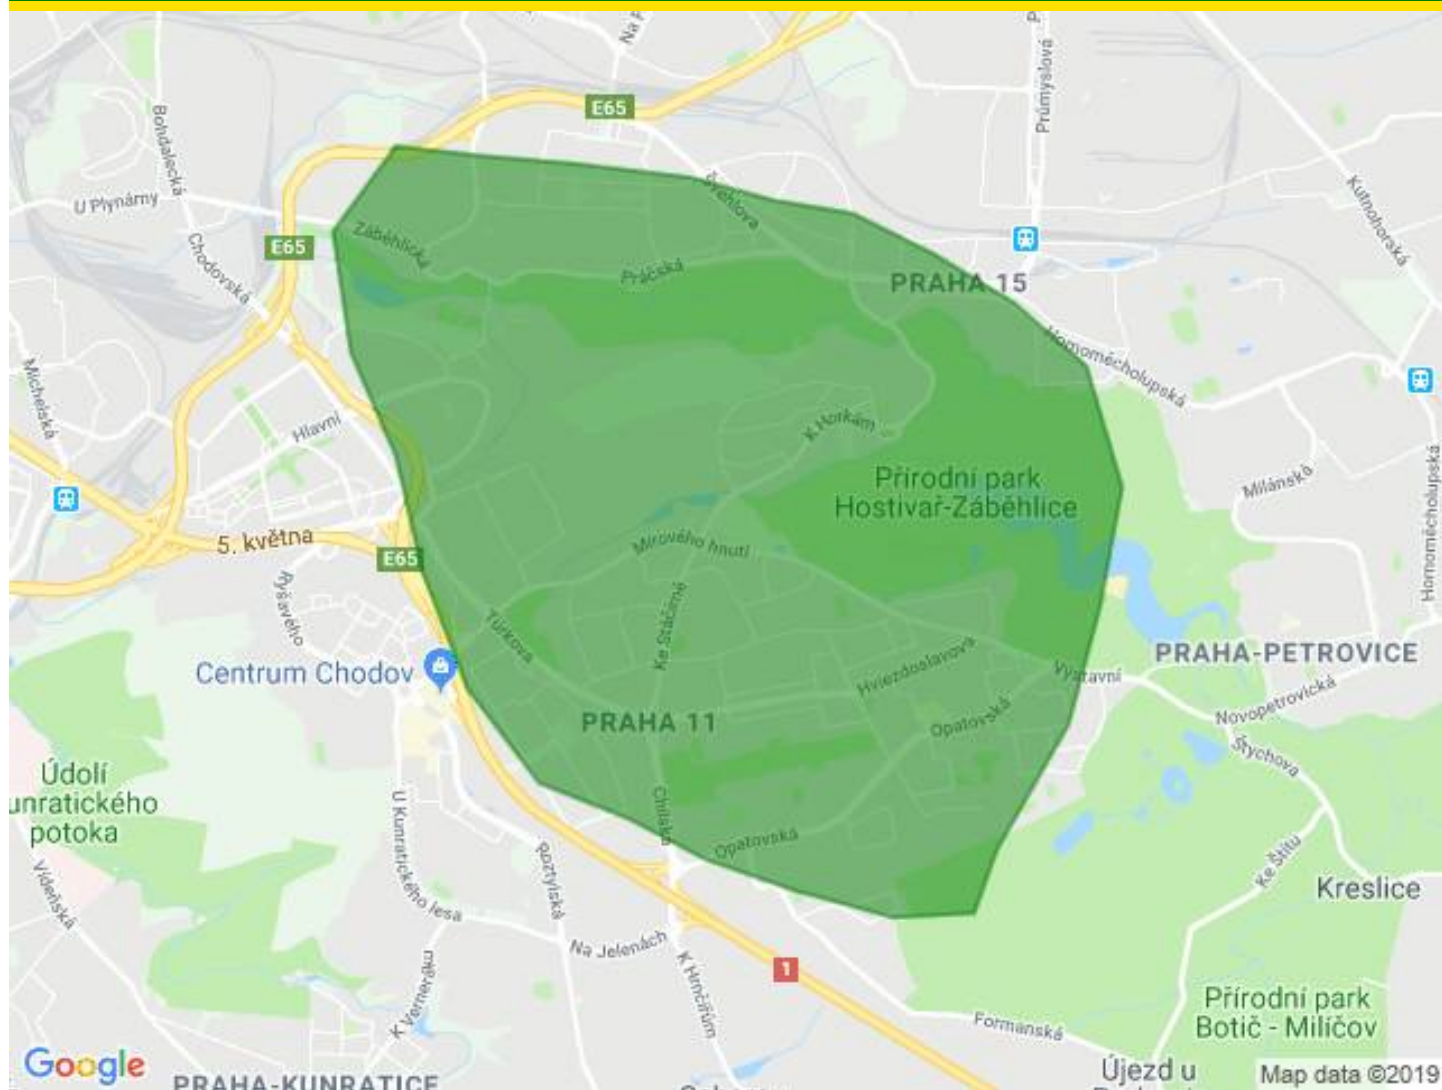 Na P
P
Průmyslová
E65
Bohdalecká
U Plynárny
Švehlova
Kutnohorská
Záběhlická
E65
Chodovská
Práčská
PRAHA 15
Hornoměcholupská
Michelská
Hlavní
K Horkám
Přírodní park
Hostivař-Záběhlice
Milánská
Hornoměcholupská
5. května
E65
Mírového hnutí
Ryšavého
Türkova
Ke Stáčírně
Hviezdoslavova
Výstavní
PRAHA-PETROVICE
Centrum Chodov
Novopetrovická
Opatovská
PRAHA 11
Štychova
Údolí
unratického
potoka
U Kunratického lesa
Chilská
Opatovská
Roztylská
Ke Štítu
Kreslice
Vídeňská
Na Jelenách
1
K Hrnčířům
K Verneráku
Přírodní park
Botič - Milíčov
Formanská
Google
PRAHA-KUNRATICE
Újezd u
Map data ©2019